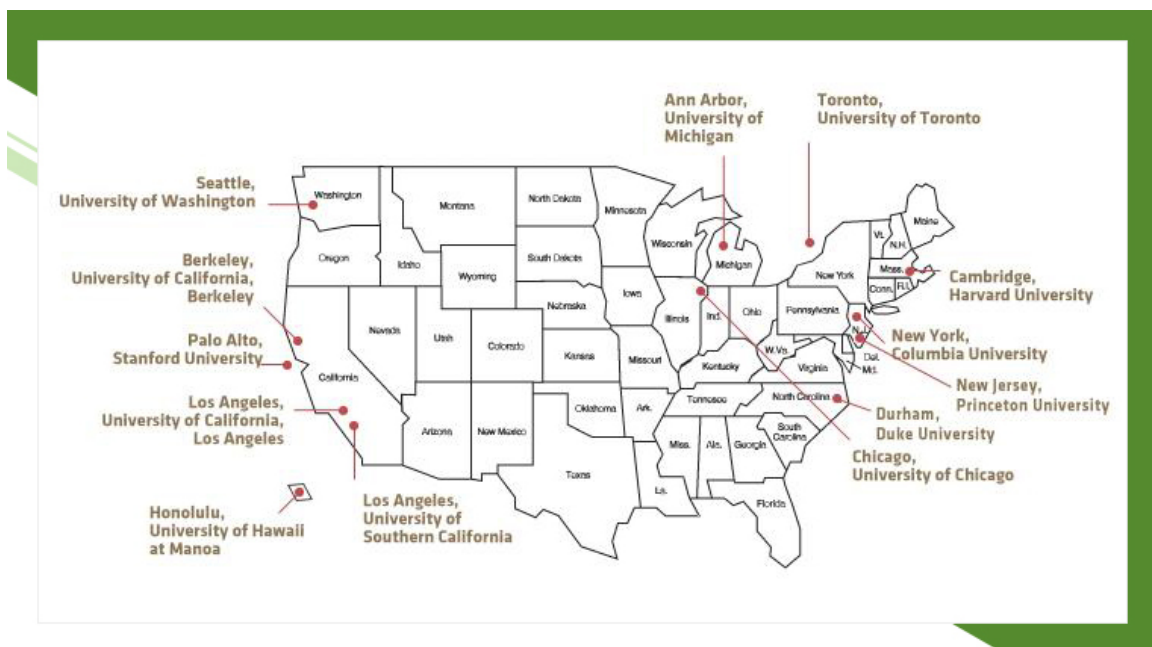 Ann Arbor,
University of
Michigan
Toronto,
University of Toronto
Seattle,
University of Washington
Berkeley,
University of California,
Berkeley
Palo Alto,
Stanford University
Los Angeles,
University of California,
Los Angeles
Honolulu,
University of Hawaii
at Manoa
Los Angeles,
University of
Southern California
Cambridge,
Harvard University
New York,
Columbia University
New Jersey,
Princeton University
Durham,
Duke University
Chicago,
University of Chicago
Washington
Montana
North Dakota
Minnesota
Wisconsin
Michigan
Maine
Vt.
N.H.
Mass.
Conn.
R.I.
New York
Oregon
Idaho
Wyoming
South Dakota
Iowa
Nebraska
Illinois
Ind.
Ohio
Pennsylvania
N.J.
Del.
Md.
W.Va.
Virginia
Nevada
Utah
Colorado
Kansas
Missouri
Kentucky
California
Arizona
New Mexico
Oklahoma
Ark.
Tennessee
North Carolina
South
Carolina
Texas
La.
Miss.
Ala.
Georgia
Florida